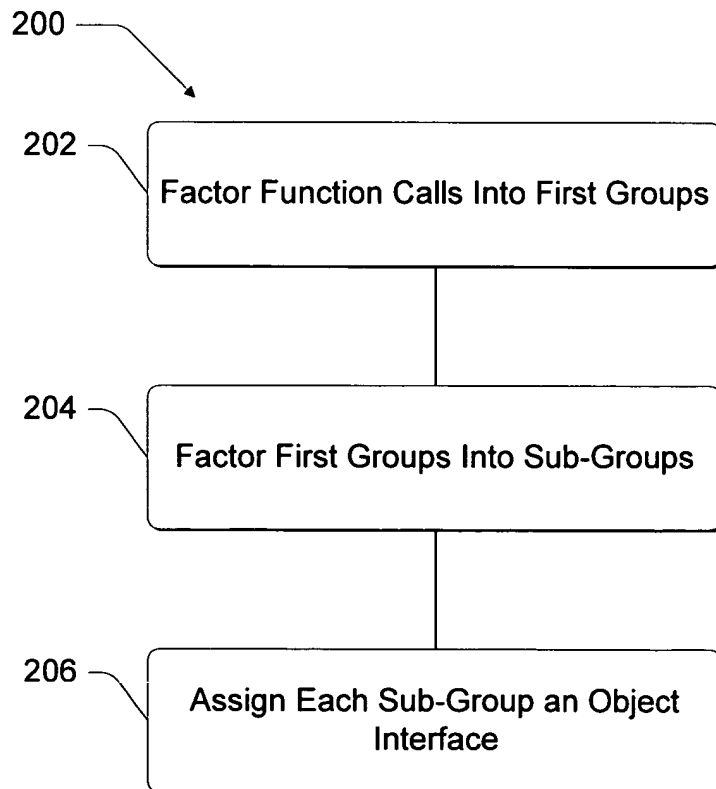 200
202
Factor Function Calls Into First Groups
204
Factor First Groups Into Sub-Groups
206
Assign Each Sub-Group an Object
Interface